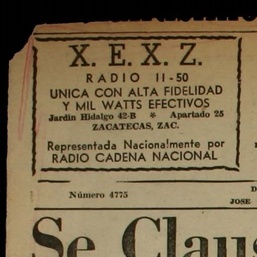 X. E. X. Z.
RADIO 11-50
UNICA CON ALTA FIDELIDAD
Y MIL WATTS EFECTIVOS
Jardin Hidalgo 42-B * Apartado 25
ZACATECAS, ZAC.
Representada Nacionalmente por
RADIO CADENA NACIONAL
Número 4775
D
JOSE
Se Claus